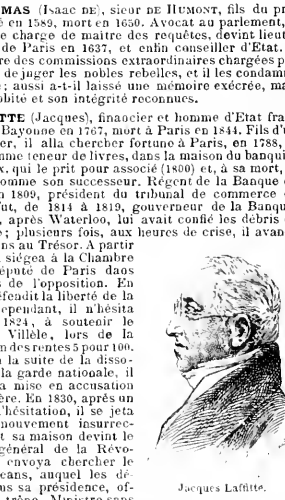 MAS (Isaac DE), sieur DE HUMONT, fils du pr
é en 1589, mort en 1650. Avocat au parlement,
e charge de maître des requêtes, devint lieut
de Paris en 1637, et enfin conseiller d'Etat.
re des commissions extraordinaires chargées p
de juger les nobles rebelles, et il les condam
; aussi a-t-il laissé une mémoire exécrée, ma
obité et son intégrité reconnues.
TTE (Jacques), financier et homme d'Etat fra
Bayonne en 1767, mort à Paris en 1844. Fils d'u
er, il alla chercher fortune à Paris, en 1788,
mme teneur de livres, dans la maison du banqui
x, qui le prit pour associé (1800) et, à sa mort,
omme son successeur. Régent de la Banque
n 1809, président du tribunal de commerce
fut, de 1814 à 1819, gouverneur de la Banqu
, après Waterloo, lui avait confié les débris
e; plusieurs fois, aux heures de crise, il avan
ns au Trésor. A partir
siégea à la Chambre
éputé de Paris dans
s de l'opposition. En
éfendit la liberté de la
ependant, il n'hésita
1824, à soutenir le
Villèle, lors de la
n des rentes 5 pour 100.
la suite de la disso-
la garde nationale, il
a mise en accusation
ère. En 1830, après un
'hésitation, il se jeta
mouvement insurrec-
t sa maison devint le
général de la Révo-
envoya chercher le
éans, auquel les dé-
us sa présidence, of-
trône. Ministre sans
Jacques Laffitte.